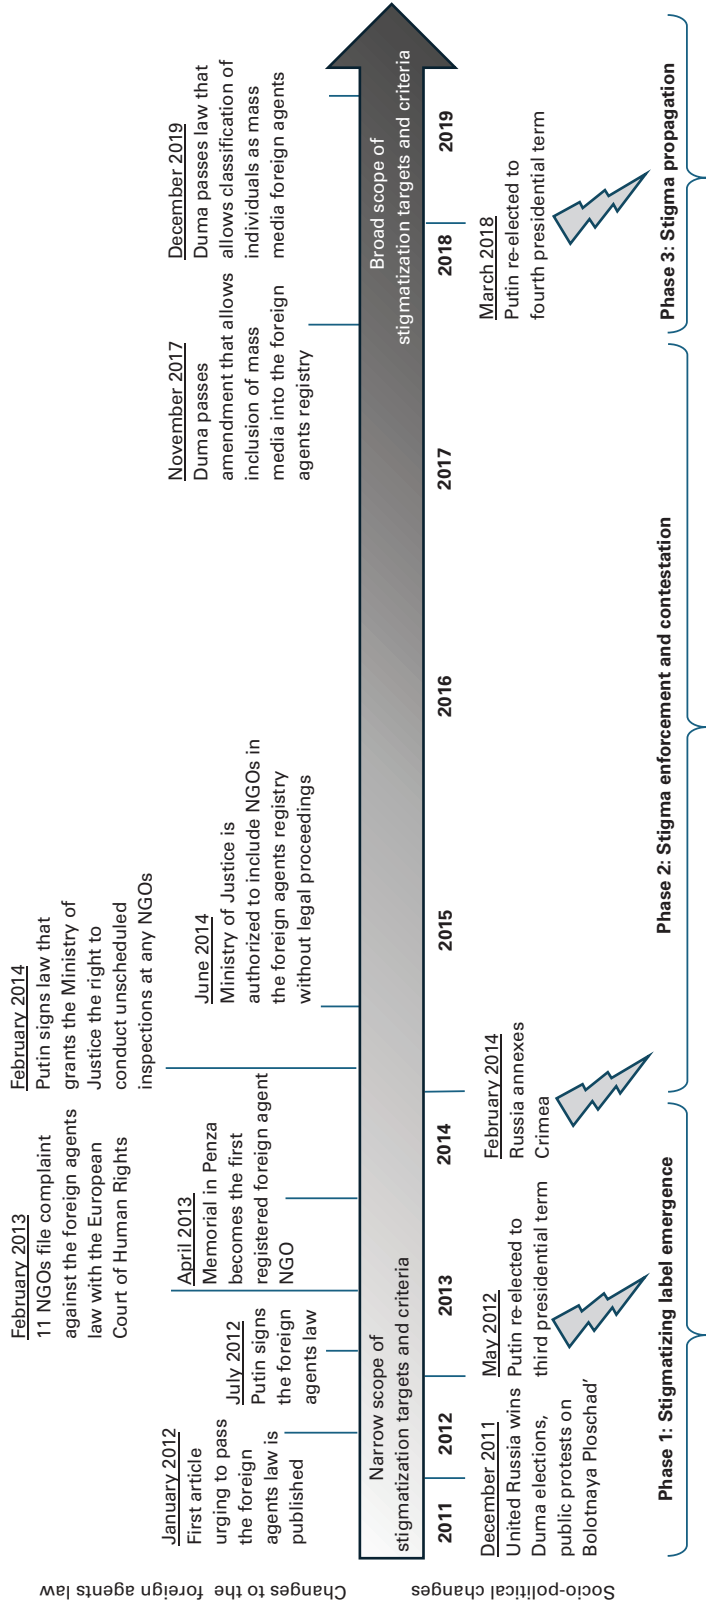 Changes to the foreign agents law
January 2012
First article
urging to pass
the foreign
agents law is
published
July 2012
Putin signs
the foreign
agents law
February 2013
11 NGOs file complaint
against the foreign agents
law with the European
Court of Human Rights
April 2013
Memorial in Penza
becomes the first
registered foreign agent
NGO
February 2014
Putin signs law that
grants the Ministry of
Justice the right to
conduct unscheduled
inspections at any NGOs
June 2014
Ministry of Justice is
authorized to include NGOs in
the foreign agents registry
without legal proceedings
November 2017
Duma passes
amendment that allows
inclusion of mass
media into the foreign
agents registry
December 2019
Duma passes law that
allows classification of
individuals as mass
media foreign agents
Narrow scope of
stigmatization targets and criteria
Broad scope of
stigmatization targets and criteria
2011
2012
2013
2014
2015
2016
2017
2018
2019
Socio-political changes
December 2011
United Russia wins
Duma elections,
public protests on
Bolotnaya Ploschad’
May 2012
Putin re-elected to
third presidential term
February 2014
Russia annexes
Crimea
March 2018
Putin re-elected to
fourth presidential term
Phase 1: Stigmatizing label emergence
Phase 2: Stigma enforcement and contestation
Phase 3: Stigma propagation